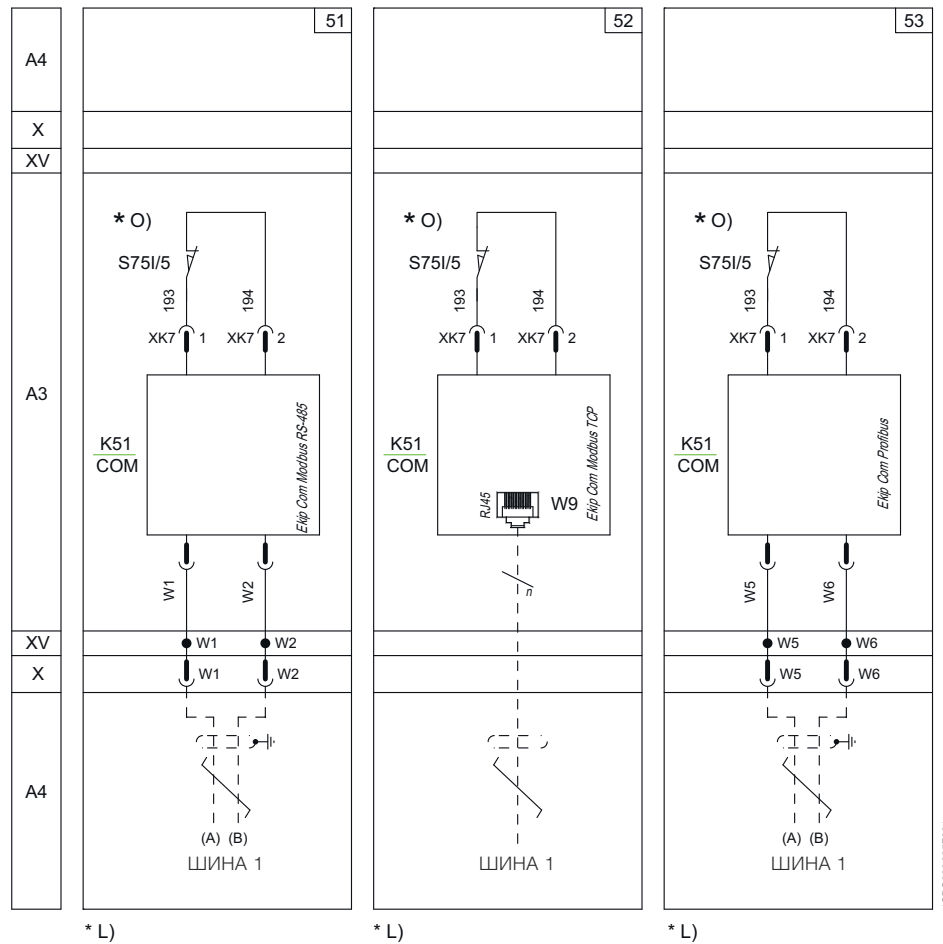 A4
X
XV
A3
XV
X
A4
51
* O)
S75I/5
193
194
XK7 1
XK7 2
K51
COM
Ekip Com Modbus RS-485
W1
W2
W1
W2
W1
W2
(A) (B)
ШИНА 1
* L)
52
* O)
S75I/5
193
194
XK7 1
XK7 2
K51
COM
RJ45
W9
Ekip Com Modbus TCP
n
ШИНА 1
* L)
53
* O)
S75I/5
193
194
XK7 1
XK7 2
K51
COM
Ekip Com Profibus
W5
W6
W5
W6
W5
W6
(A) (B)
ШИНА 1
* L)